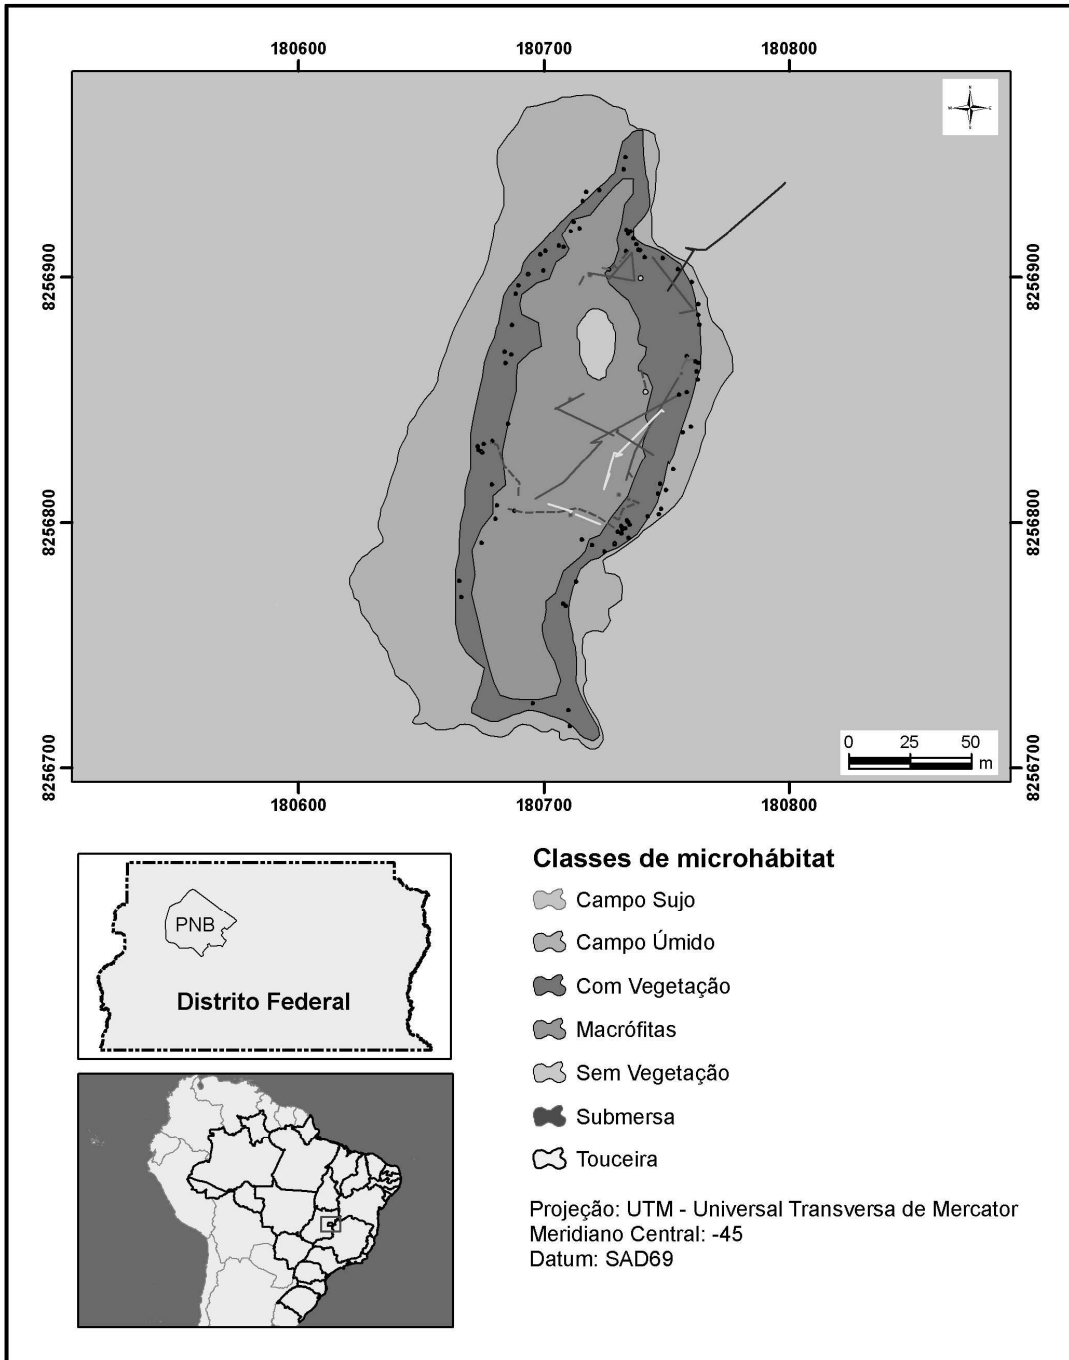 180600 180700 180800
8256900 8256900
8256800 8256800
8256700 8256700
0 25 50
m
180600 180700 180800
PNB
Distrito Federal
Classes de microhábitat
Campo Sujo
Campo Úmido
Com Vegetação
Macrófitas
Sem Vegetação
Submersa
Touceira
Projeção: UTM - Universal Transversa de Mercator
Meridiano Central: -45
Datum: SAD69